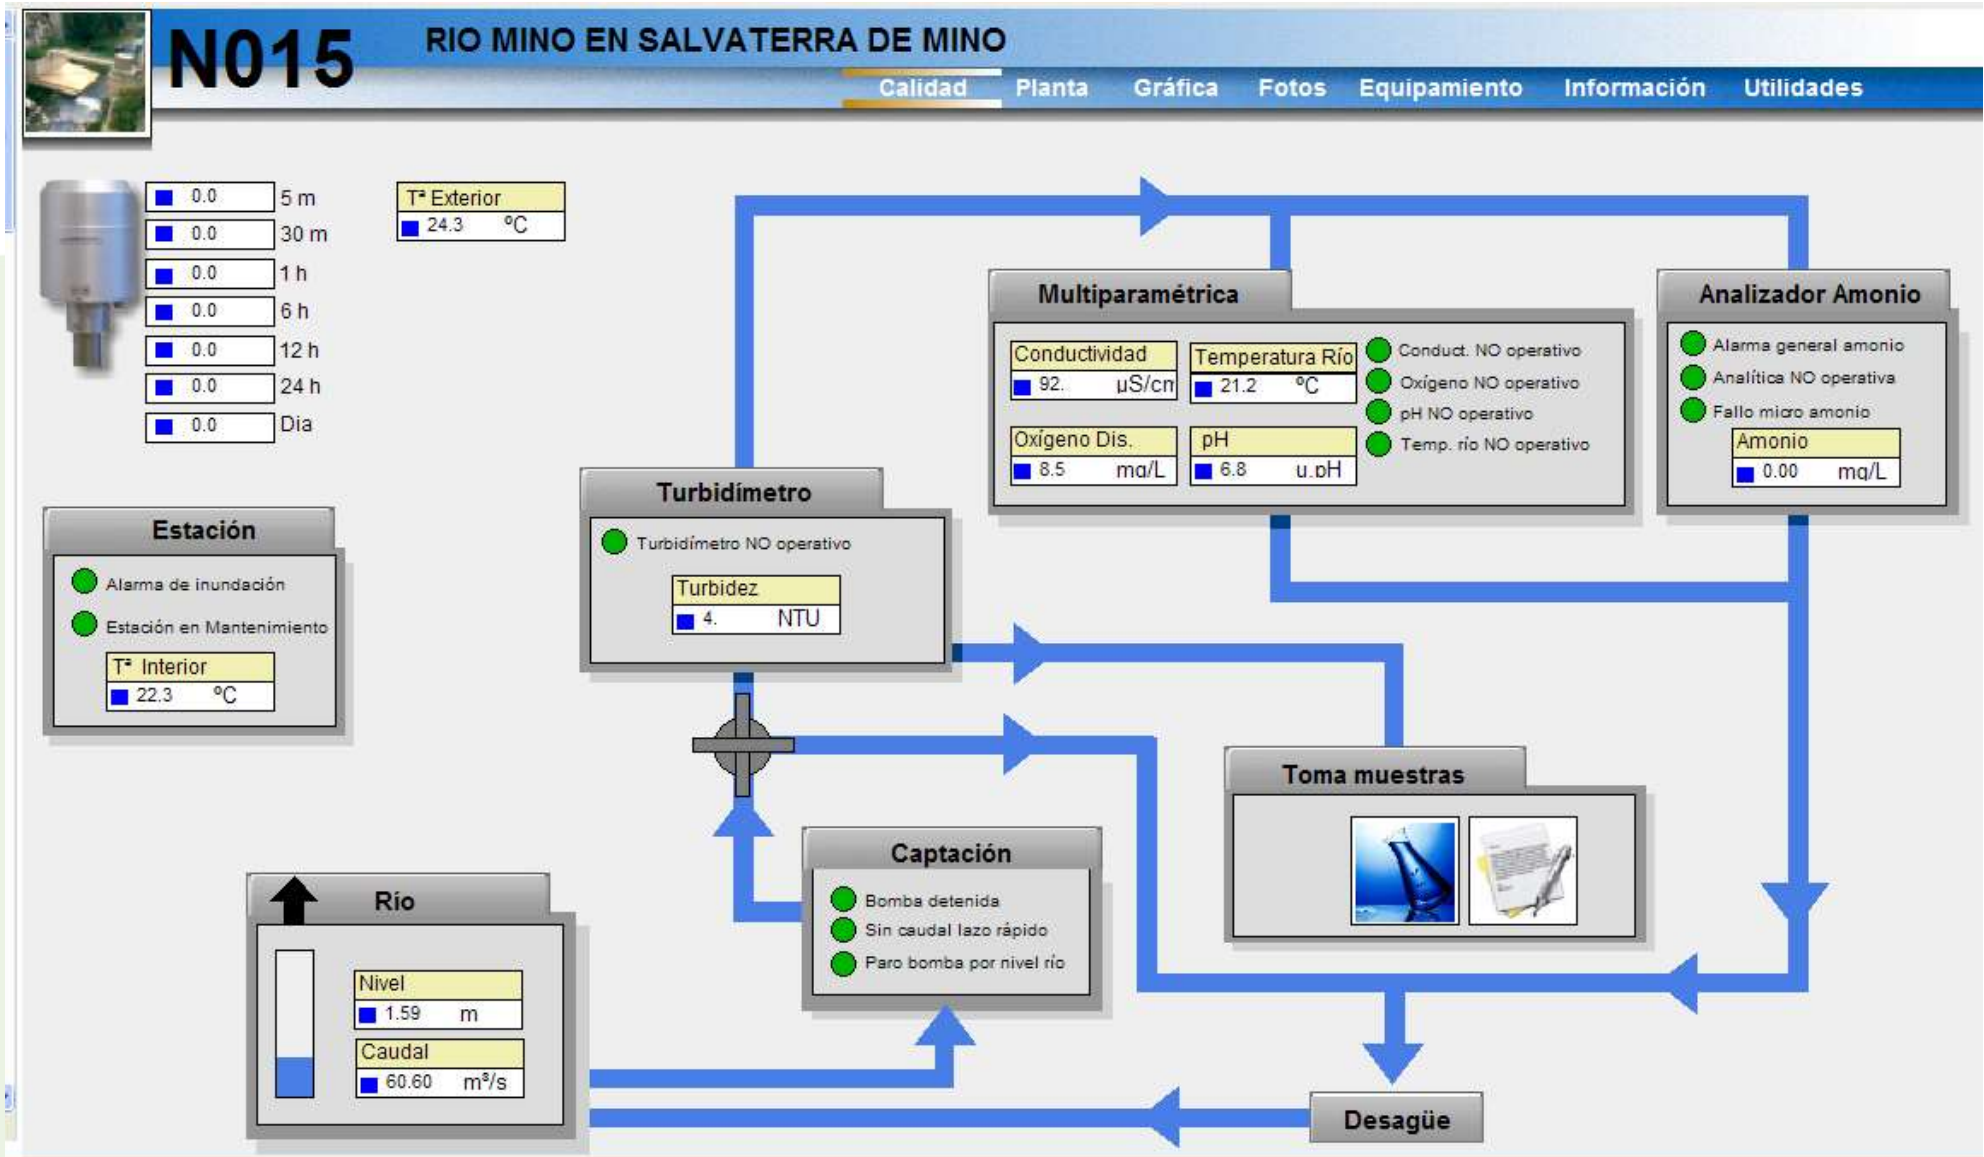 N015
RIO MINO EN SALVATERRA DE MINO
Calidad Planta Gráfica Fotos Equipamiento Información Utilidades
0.0 5 m
0.0 30 m
0.0 1 h
0.0 6 h
0.0 12 h
0.0 24 h
0.0 Dia
Tª Exterior
24.3 ºC
Multiparamétrica
Conductividad
92. µS/cm
Temperatura Río
21.2 ºC
Oxígeno Dis.
8.5 mg/L
pH
6.8 u.pH
Conduct. NO operativo
Oxígeno NO operativo
pH NO operativo
Temp. río NO operativo
Analizador Amonio
Alarma general amonio
Analítica NO operativa
Fallo micro amonio
Amonio
0.00 mg/L
Turbidímetro
Turbidímetro NO operativo
Turbidez
4. NTU
Estación
Alarma de inundación
Estación en Mantenimiento
Tª Interior
22.3 ºC
Toma muestras
Captación
Bomba detenida
Sin caudal lazo rápido
Paro bomba por nivel río
Río
Nivel
1.59 m
Caudal
60.60 m³/s
Desagüe